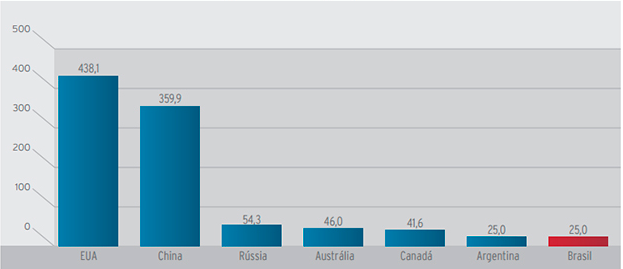 500
400
300
200
100
0
438,1
359,9
54,3
46,0
41,6
25,0
25,0
EUA
China
Rússia
Austrália
Canadá
Argentina
Brasil